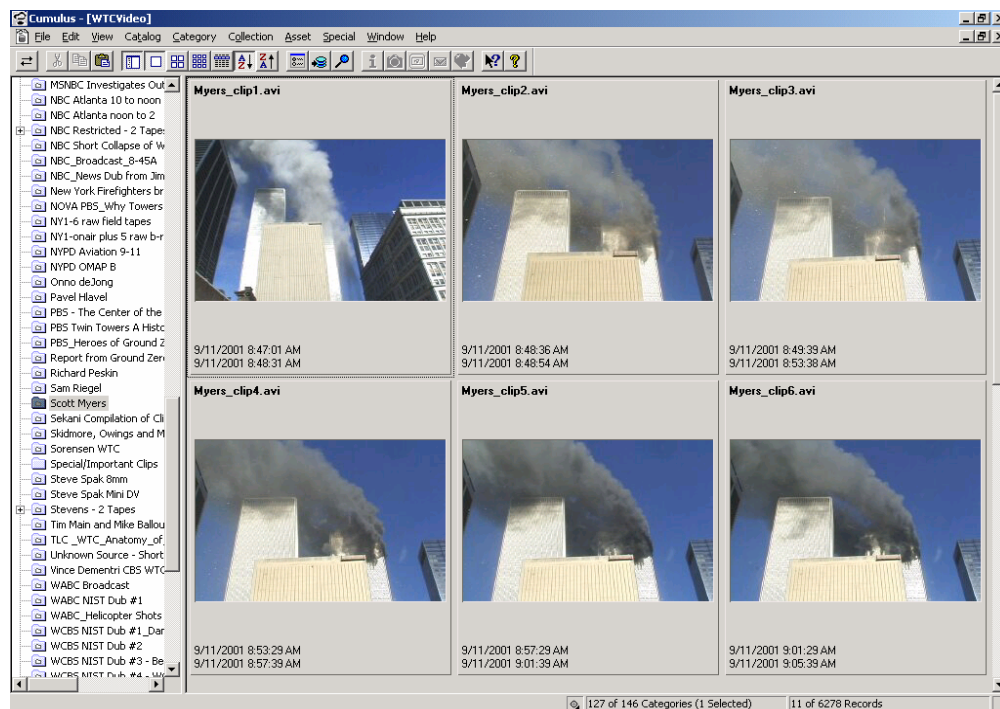 Cumulus - [WTCVideo]
File Edit View Catalog Category Collection Asset Special Window Help
MSNBC Investigates Out
NBC Atlanta 10 to noon
NBC Atlanta noon to 2
NBC Restricted - 2 Tape
NBC Short Collapse of W
NBC_Broadcast_8-45A
NBC_News Dub from Jim
New York Firefighters br
NOVA PBS_Why Towers
NY1-6 raw field tapes
NY1-onair plus 5 raw b-r
NYPD Aviation 9-11
NYPD OMAP B
Onno deJong
Pavel Hlavel
PBS - The Center of the
PBS Twin Towers A Histo
PBS_Heroes of Ground Z
Report from Ground Zer
Richard Peskin
Sam Riegel
Scott Myers
Sekani Compilation of Cli
Skidmore, Owings and M
Sorensen WTC
Special/Important Clips
Steve Spak 8mm
Steve Spak Mini DV
Stevens - 2 Tapes
Tim Main and Mike Ballou
TLC _WTC_Anatomy_of_
Unknown Source - Short
Vince Dementri CBS WTC
WABC Broadcast
WABC NIST Dub #1
WABC_Helicopter Shots
WCBS NIST Dub #1_Dar
WCBS NIST Dub #2
WCBS NIST Dub #3 - Be
WCBS NIST Dub #4 - W
Myers_clip1.avi
9/11/2001 8:47:01 AM
9/11/2001 8:48:31 AM
Myers_clip2.avi
9/11/2001 8:48:36 AM
9/11/2001 8:48:54 AM
Myers_clip3.avi
9/11/2001 8:49:39 AM
9/11/2001 8:53:38 AM
Myers_clip4.avi
9/11/2001 8:53:29 AM
9/11/2001 8:57:39 AM
Myers_clip5.avi
9/11/2001 8:57:29 AM
9/11/2001 9:01:39 AM
Myers_clip6.avi
9/11/2001 9:01:29 AM
9/11/2001 9:05:39 AM
127 of 146 Categories (1 Selected)
11 of 6278 Records